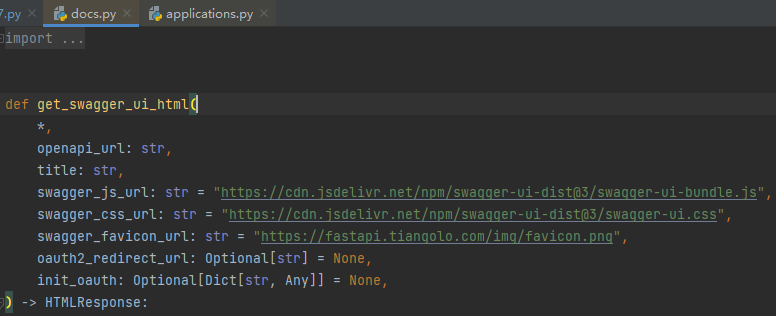 7.py docs.py applications.py
import ...
def get_swagger_ui_html(
*,
openapi_url: str,
title: str,
swagger_js_url: str = "https://cdn.jsdelivr.net/npm/swagger-ui-dist@3/swagger-ui-bundle.js",
swagger_css_url: str = "https://cdn.jsdelivr.net/npm/swagger-ui-dist@3/swagger-ui.css",
swagger_favicon_url: str = "https://fastapi.tiangolo.com/img/favicon.png",
oauth2_redirect_url: Optional[str] = None,
init_oauth: Optional[Dict[str, Any]] = None,
) -> HTMLResponse: